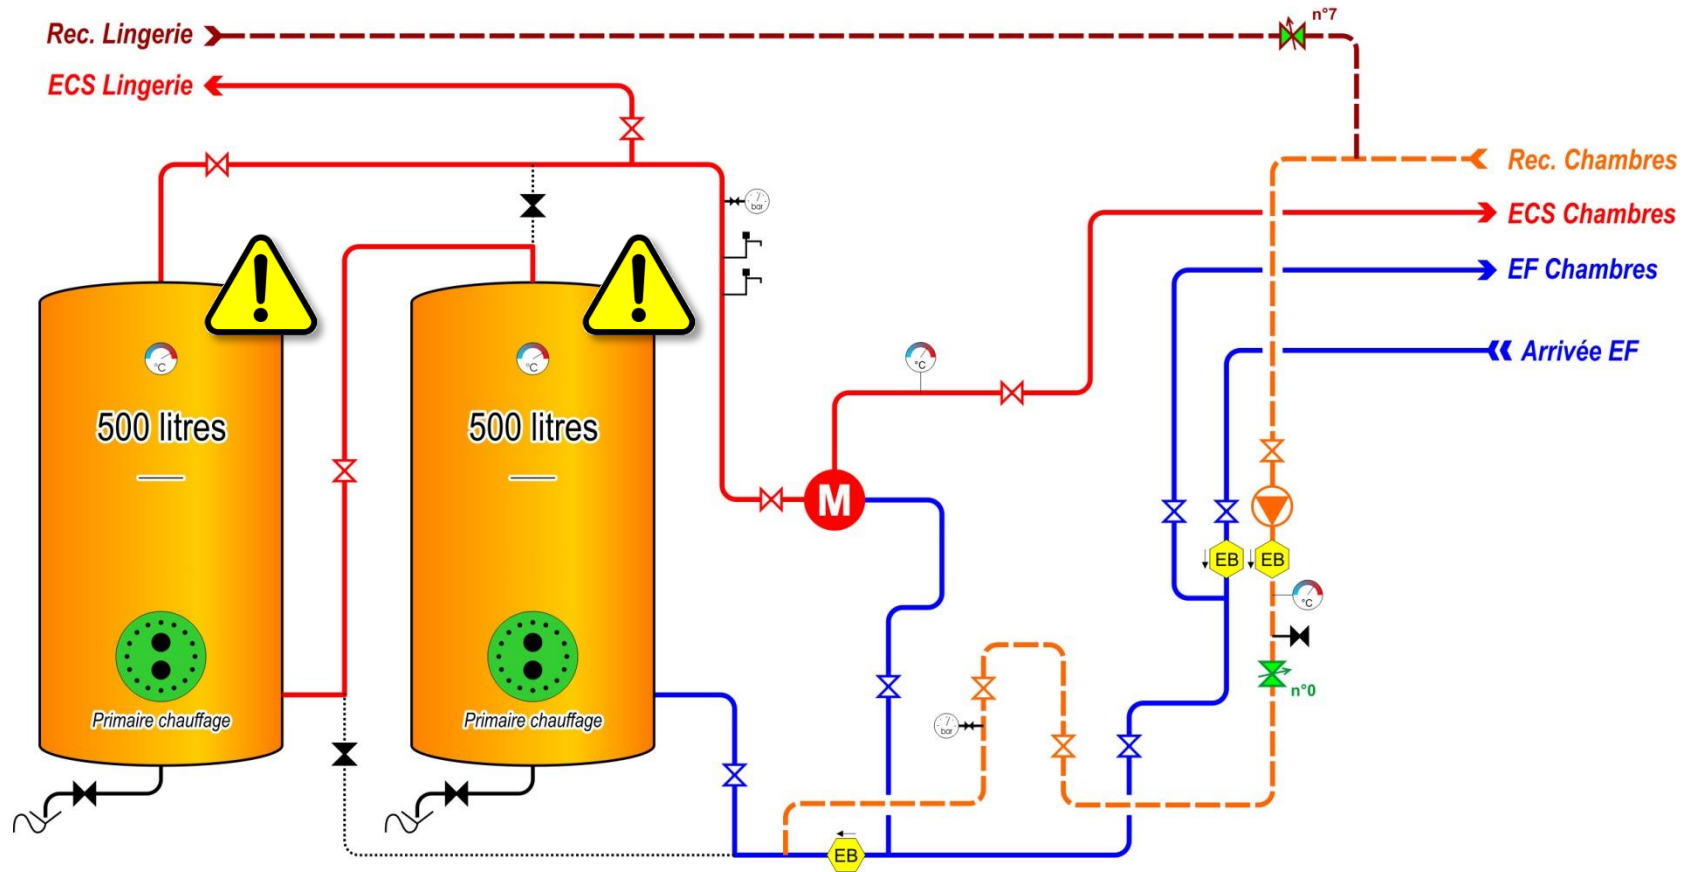 n°7
Rec. Lingerie
ECS Lingerie
Rec. Chambres
bar
ECS Chambres
EF Chambres
Arrivée EF
°C
°C
°C
500 litres
500 litres
M
EB
EB
°C
n°0
Primaire chauffage
Primaire chauffage
bar
EB